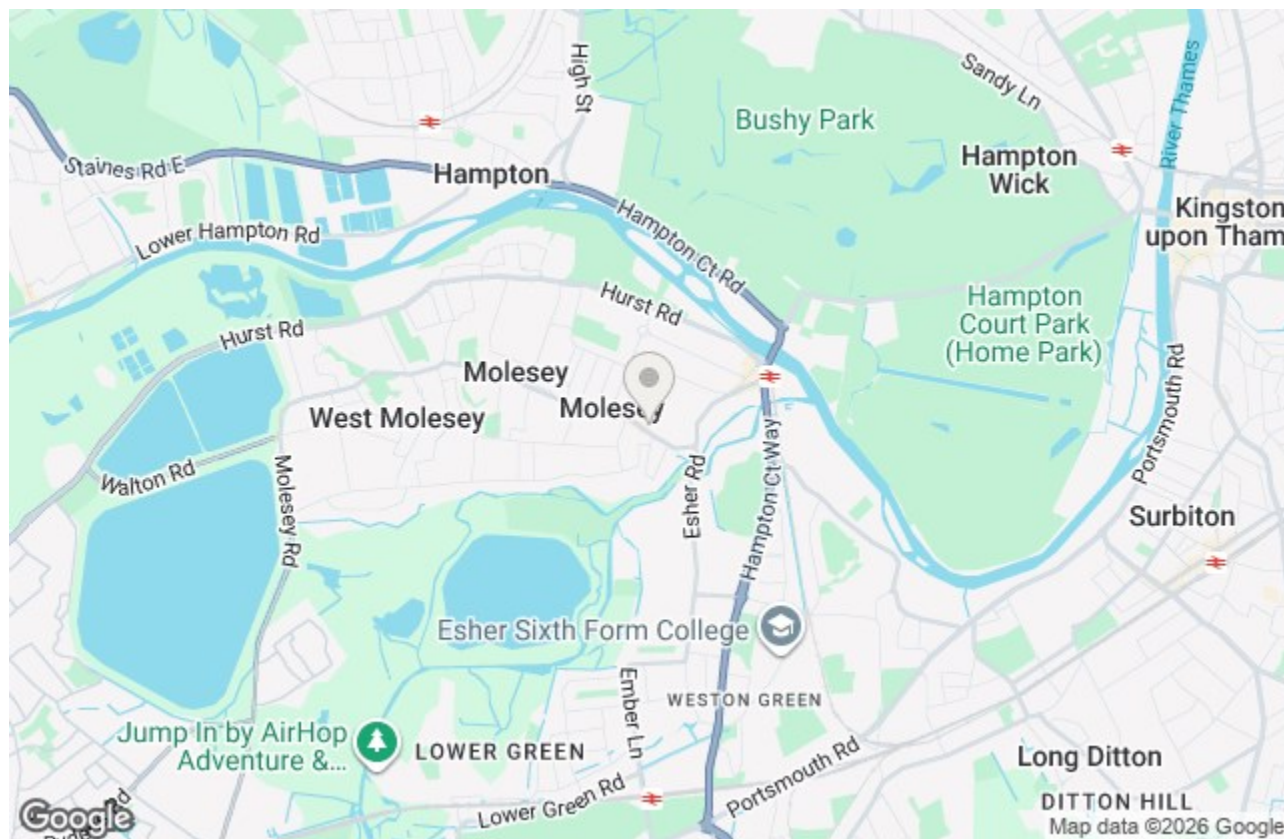 High St
Sandy Ln
River Thames
Bushy Park
Hampton
Wick
Staines Rd E
Hampton
Kingston
upon Tham
Lower Hampton Rd
Hampton Ct Rd
Hurst Rd
Hampton
Court Park
(Home Park)
Hurst Rd
Molesey
Molesey
West Molesey
Portsmouth Rd
Walton Rd
Molesey Rd
Esher Rd
Hampton Ct Way
Surbiton
Esher Sixth Form College
Ember Ln
WESTON GREEN
Jump In by AirHop
Adventure &...
LOWER GREEN
Portsmouth Rd
Long Ditton
Lower Green Rd
DITTON HILL
Google
Map data ©2026 Google